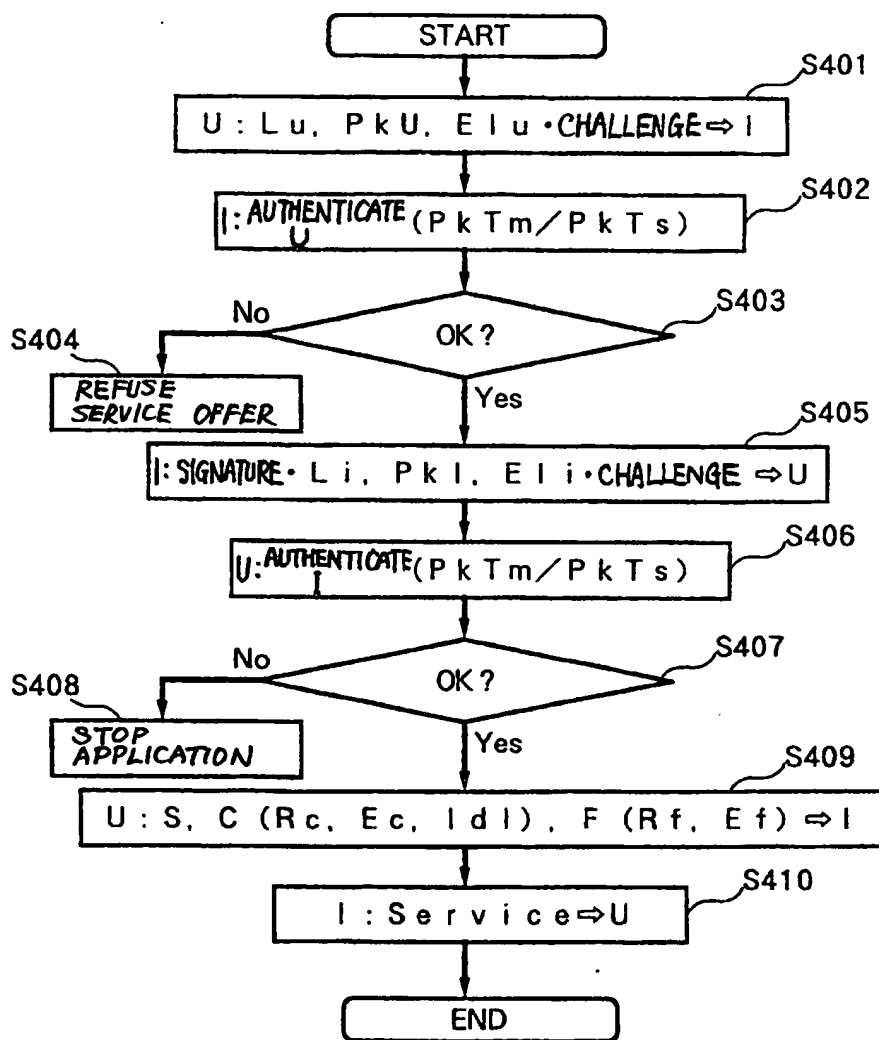 START
S401
U : Lu, PkU, Elu・CHALLENGE⇨I
S402
I : AUTHENTICATE (PkTm/PkTs)
U
S403
No
OK?
S404
Yes
REFUSE
SERVICE OFFER
S405
I : SIGNATURE・Li, PkI, Eli・CHALLENGE ⇨U
S406
U : AUTHENTICATE (PkTm/PkTs)
I
S407
No
OK?
S408
Yes
STOP
APPLICATION
S409
U : S, C (Rc, Ec, IdI), F (Rf, Ef) ⇨I
S410
I : Service⇨U
END